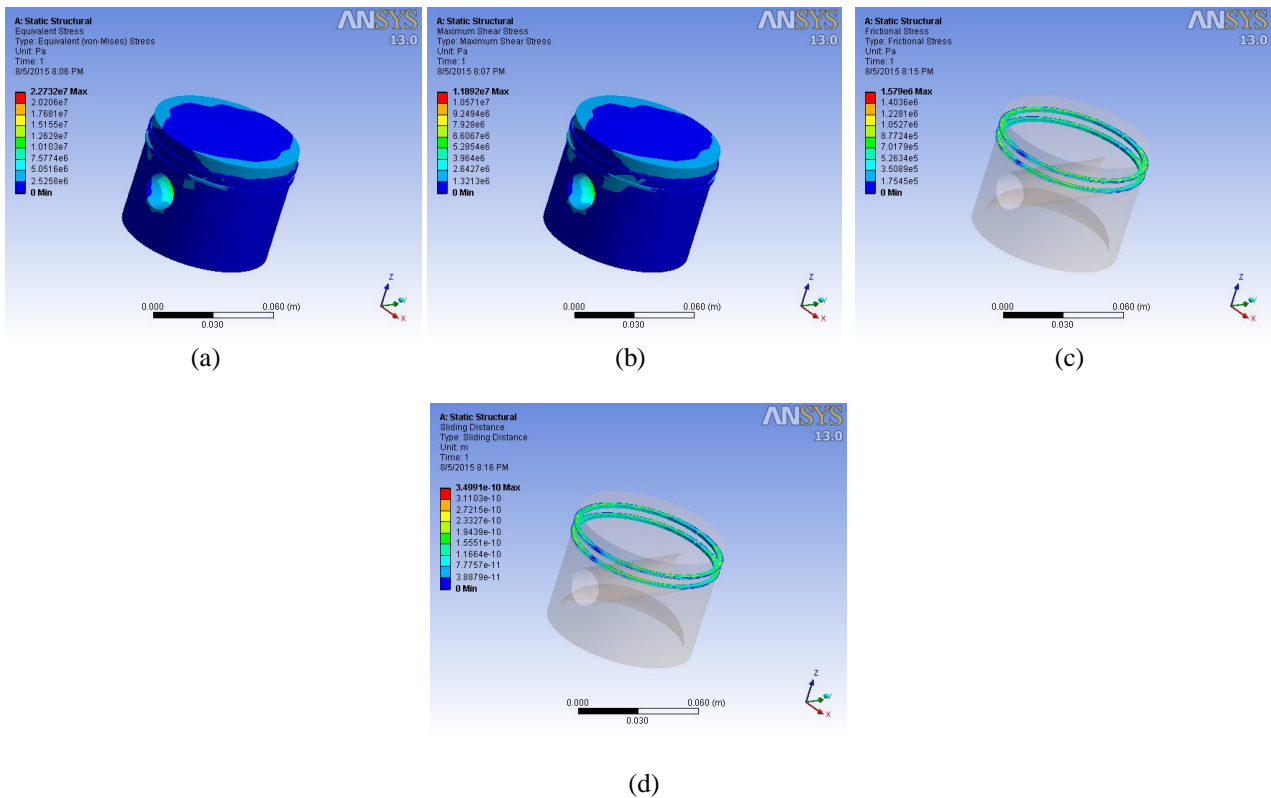 A: Static Structural
Equivalent Stress
Type: Equivalent (von-Mises) Stress
Unit: Pa
Time: 1
8/5/2015 8:06 PM
ANSYS
13.0
2.2732e7 Max
2.0206e7
1.7681e7
1.5155e7
1.2629e7
1.0103e7
7.5774e6
5.0516e6
2.5258e6
0 Min
0.000
0.060 (m)
0.030
Z
Y
X
(a)
A: Static Structural
Maximum Shear Stress
Type: Maximum Shear Stress
Unit: Pa
Time: 1
8/5/2015 8:07 PM
ANSYS
13.0
1.1892e7 Max
1.0571e7
9.2494e6
7.928e6
6.6067e6
5.2854e6
3.964e6
2.6427e6
1.3213e6
0 Min
0.000
0.060 (m)
0.030
Z
Y
X
(b)
A: Static Structural
Frictional Stress
Type: Frictional Stress
Unit: Pa
Time: 1
8/5/2015 8:15 PM
ANSYS
13.0
1.579e6 Max
1.4036e6
1.2281e6
1.0527e6
8.7724e5
7.0179e5
5.2634e5
3.5089e5
1.7545e5
0 Min
0.000
0.060 (m)
0.030
Z
Y
X
(c)
A: Static Structural
Sliding Distance
Type: Sliding Distance
Unit: m
Time: 1
8/5/2015 8:16 PM
ANSYS
13.0
3.4991e-10 Max
3.1103e-10
2.7215e-10
2.3327e-10
1.9439e-10
1.5551e-10
1.1664e-10
7.7757e-11
3.8879e-11
0 Min
0.000
0.060 (m)
0.030
Z
Y
X
(d)